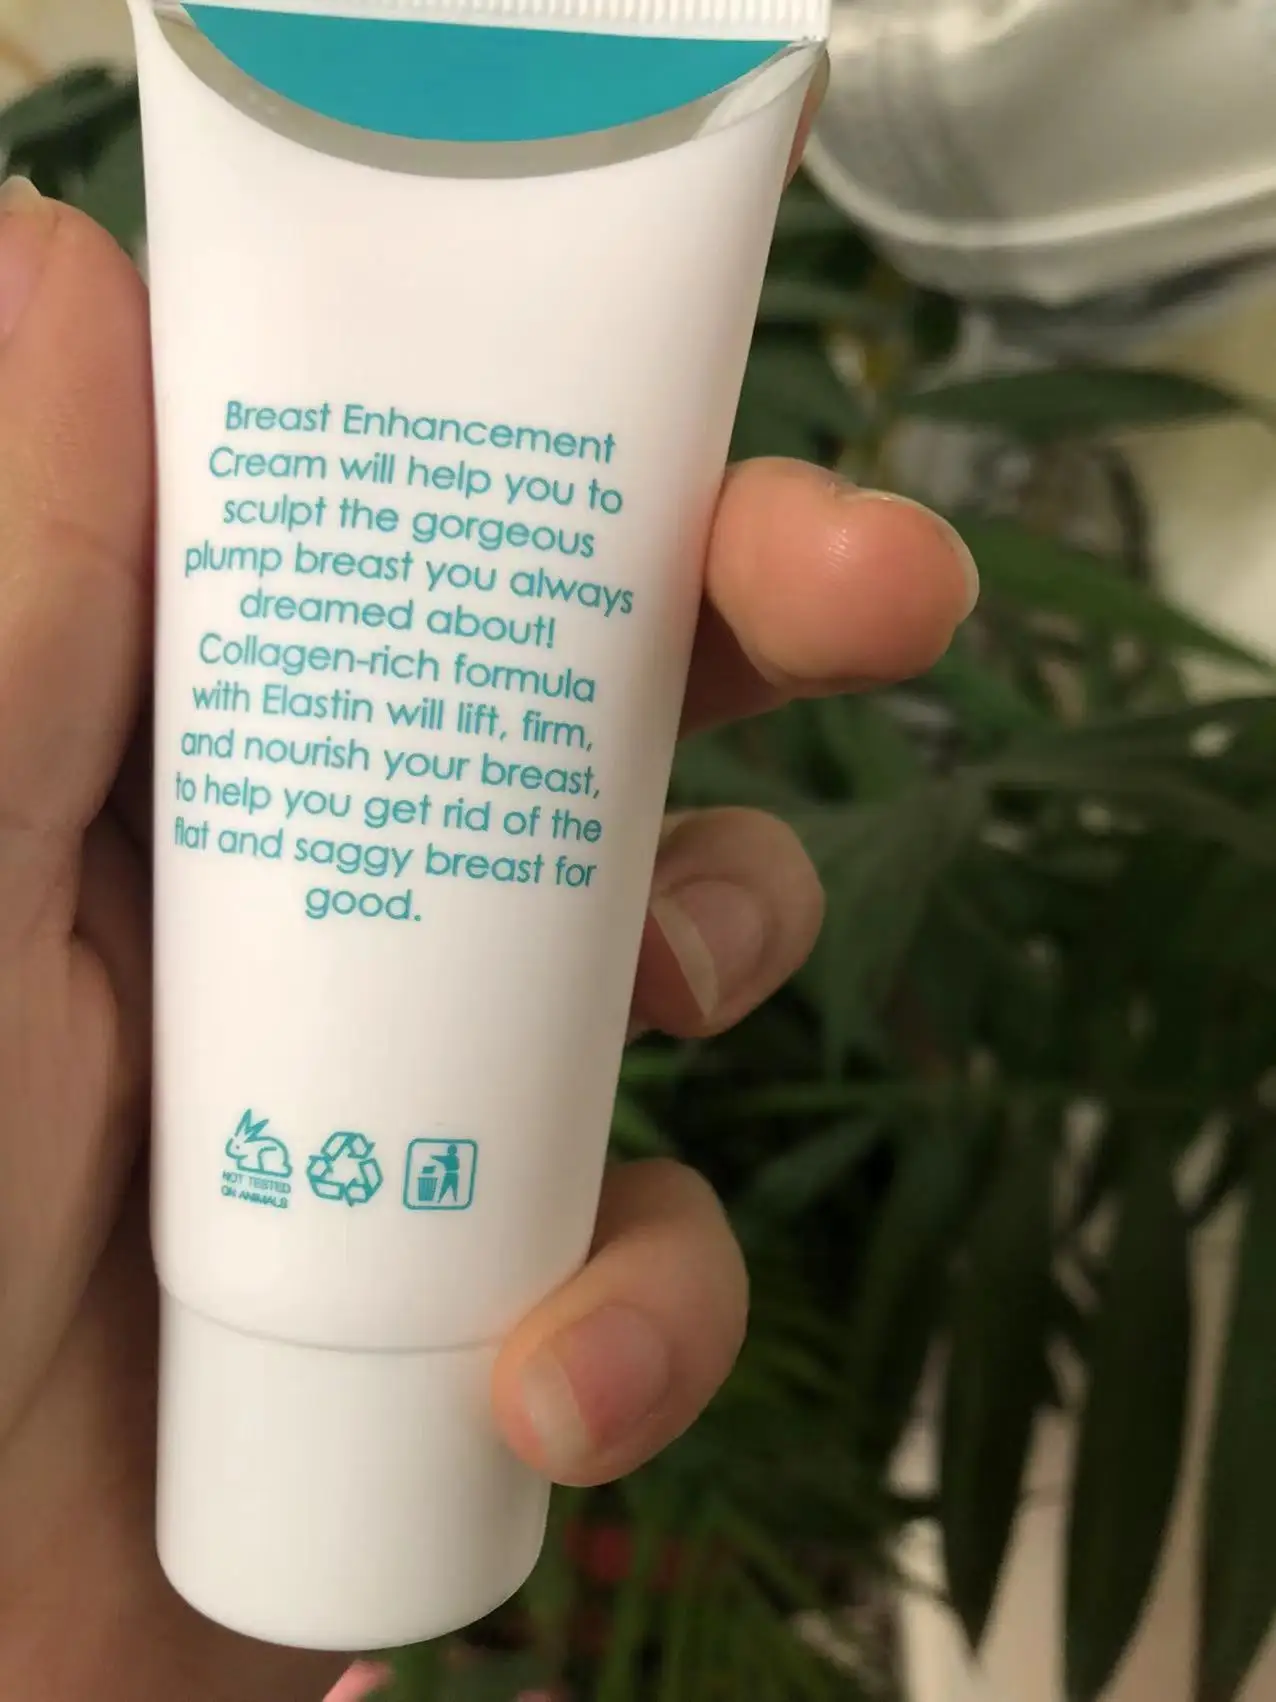 Breast Enhancement
Cream will help you to
sculpt the gorgeous
plump breast you always
dreamed about!
Collagen-rich formula
with Elastin will lift, firm,
and nourish your breast,
to help you get rid of the
flat and saggy breast for
good.
NOT TESTED
ON ANIMALS